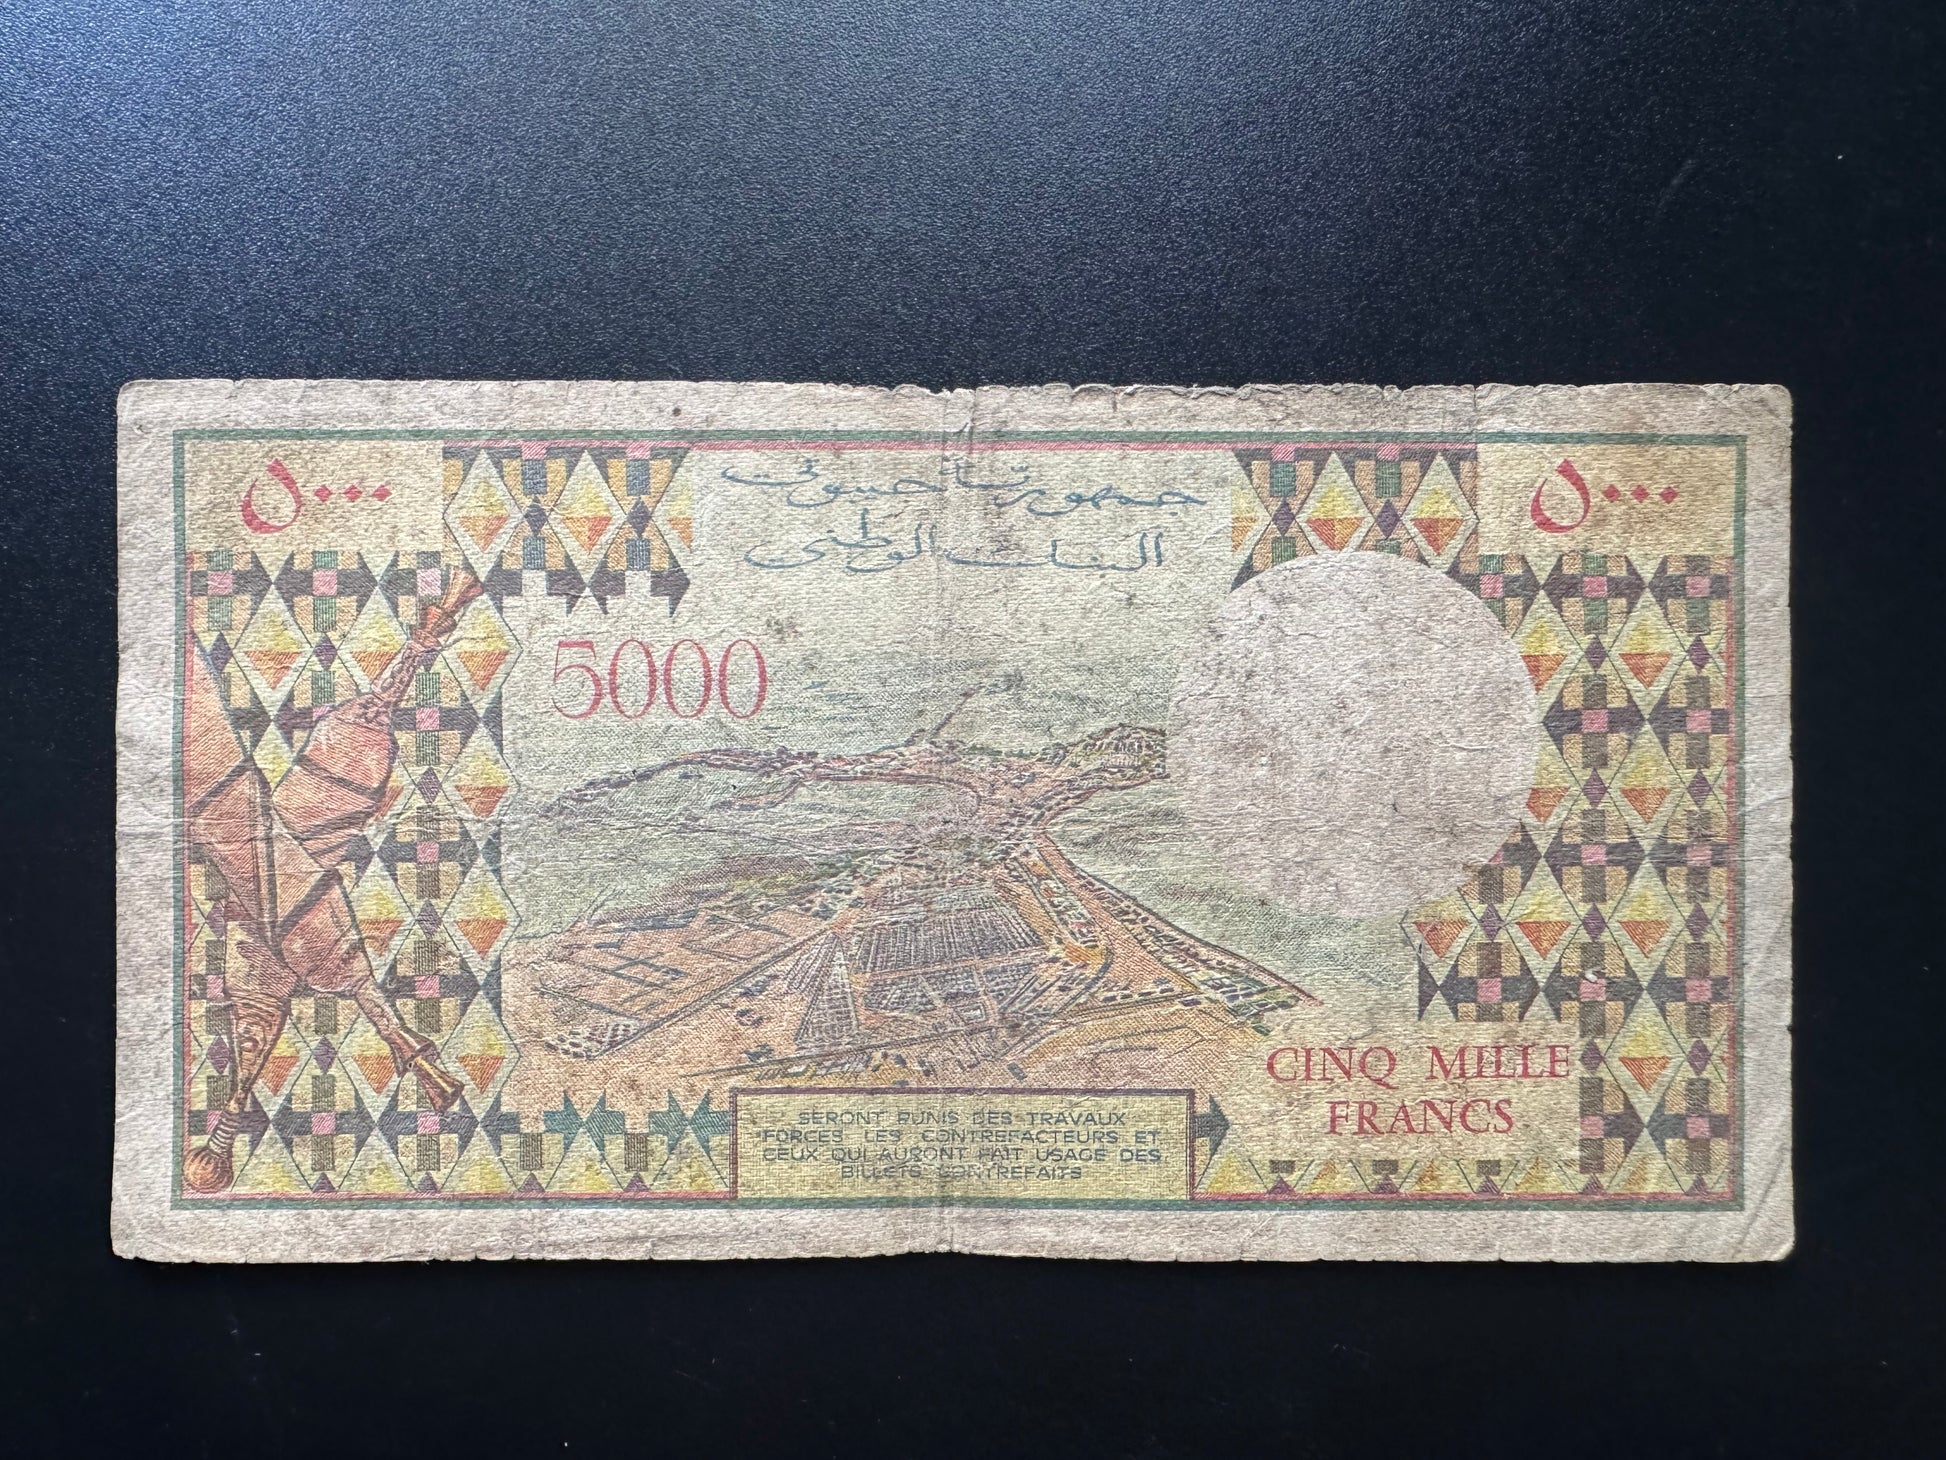 ٥٠٠٠
جمهورية جيبوتي
٥٠٠٠
البنك الوطني
5000
CINQ MILLE
FRANCS
SERONT PUNIS DES TRAVAUX
FORCES LES CONTREFACTEURS ET
CEUX QUI AURONT FAIT USAGE DES
BILLETS CONTREFAITS